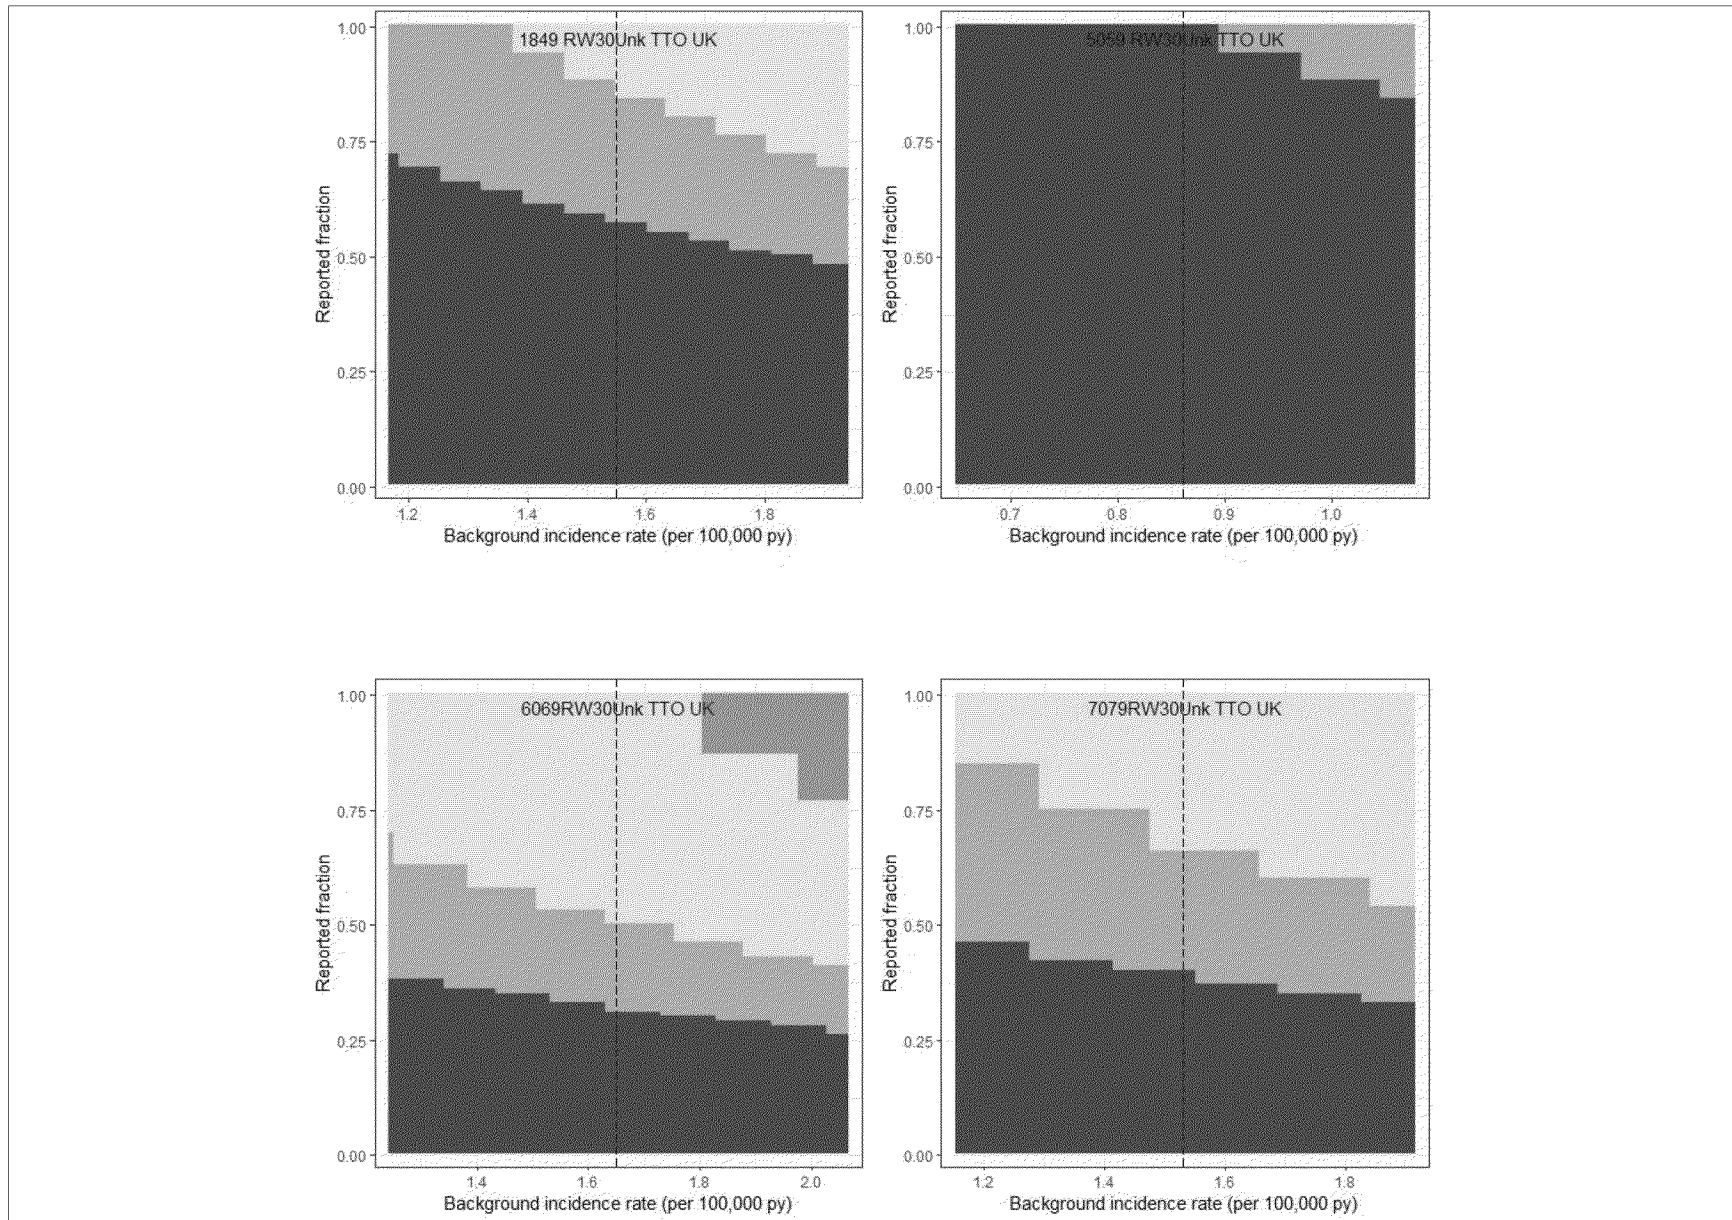 1849 RW30Unk TTO UK
1.00
0.75
0.50
0.25
0.00
Reported fraction
1.2 1.4 1.6 1.8
Background incidence rate (per 100,000 py)
5059 RW30Unk TTO UK
1.00
0.75
0.50
0.25
0.00
Reported fraction
0.7 0.8 0.9 1.0
Background incidence rate (per 100,000 py)
6069RW30Unk TTO UK
1.00
0.75
0.50
0.25
0.00
Reported fraction
1.4 1.6 1.8 2.0
Background incidence rate (per 100,000 py)
7079RW30Unk TTO UK
1.00
0.75
0.50
0.25
0.00
Reported fraction
1.2 1.4 1.6 1.8
Background incidence rate (per 100,000 py)